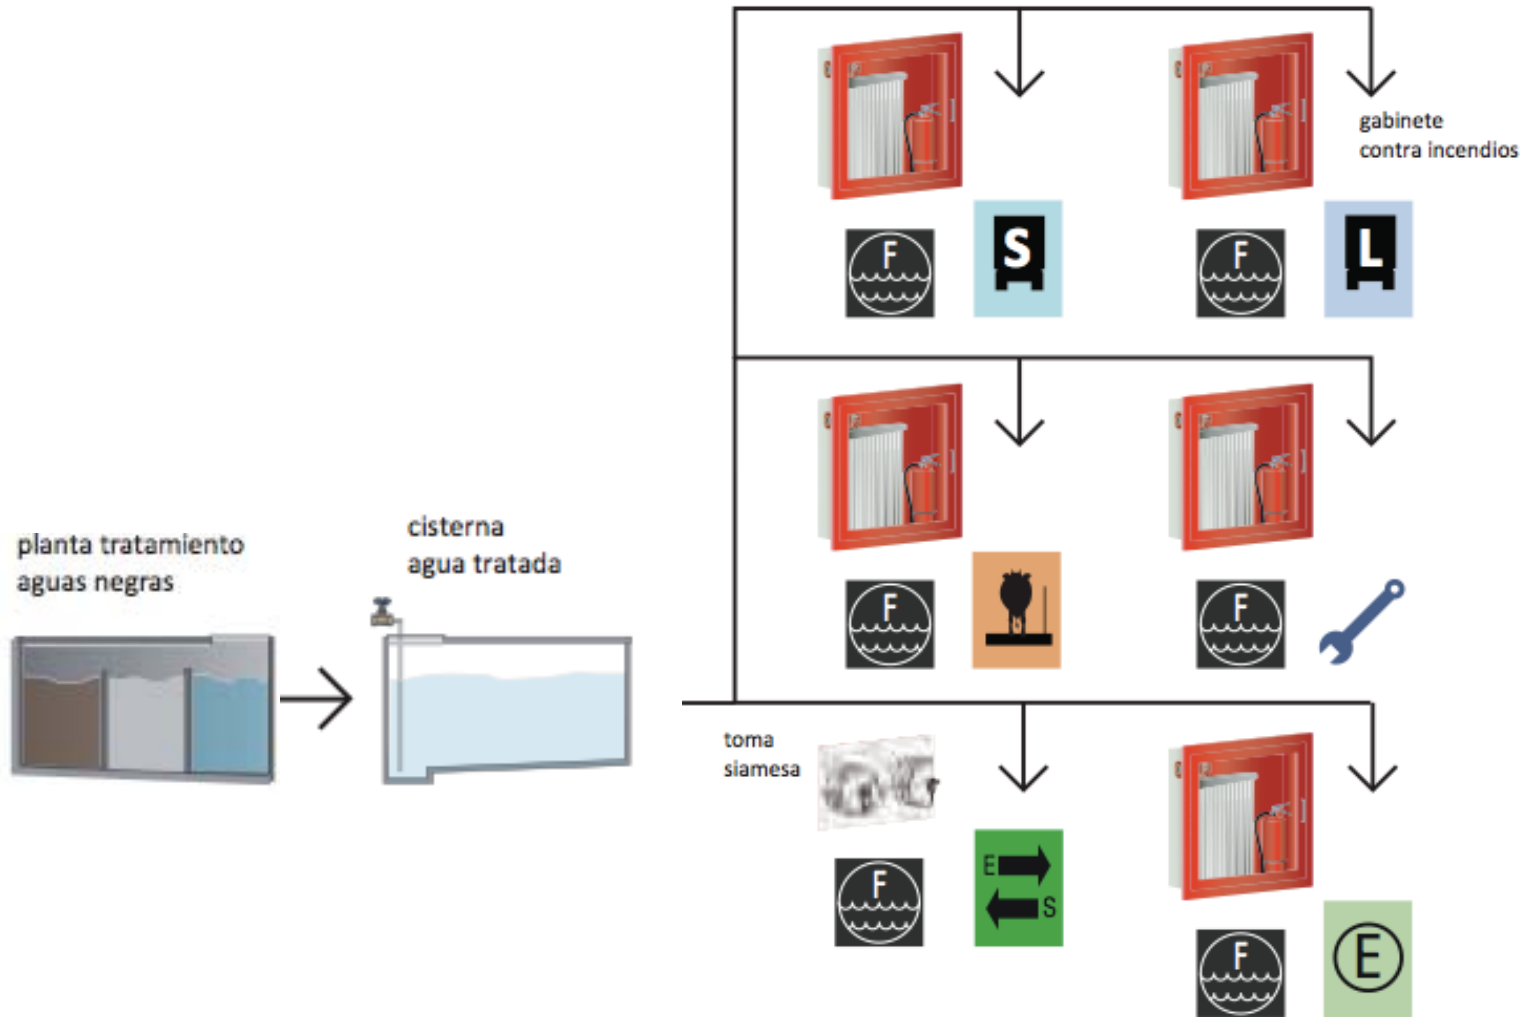 gabinete
contra incendios
F
S
F
L
planta tratamiento
aguas negras
cisterna
agua tratada
F
F
toma
siamesa
F
E
S
F
E